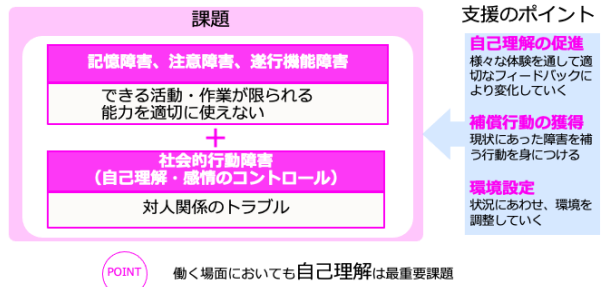 課題
記憶障害、注意障害、遂行機能障害
できる活動・作業が限られる
能力を適切に使えない
+
社会的行動障害
（自己理解・感情のコントロール）
対人関係のトラブル
支援のポイント
自己理解の促進
様々な体験を通して適
切なフィードバックに
より変化していく
補償行動の獲得
現状にあった障害を補
う行動を身につける
環境設定
状況にあわせ、環境を
調整していく
POINT 働く場面においても自己理解は最重要課題